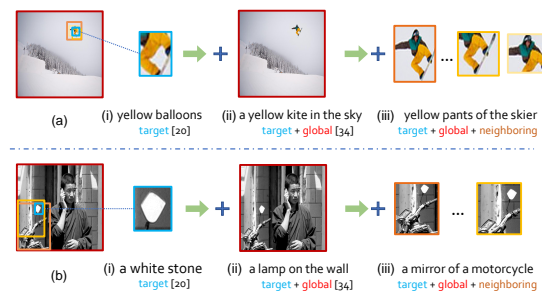 (a)
(i) yellow balloons
target [20]
(ii) a yellow kite in the sky
target + global [34]
(iii) yellow pants of the skier
target + global + neighboring
(b)
(i) a white stone
target [20]
(ii) a lamp on the wall
target + global [34]
(iii) a mirror of a motorcycle
target + global + neighboring